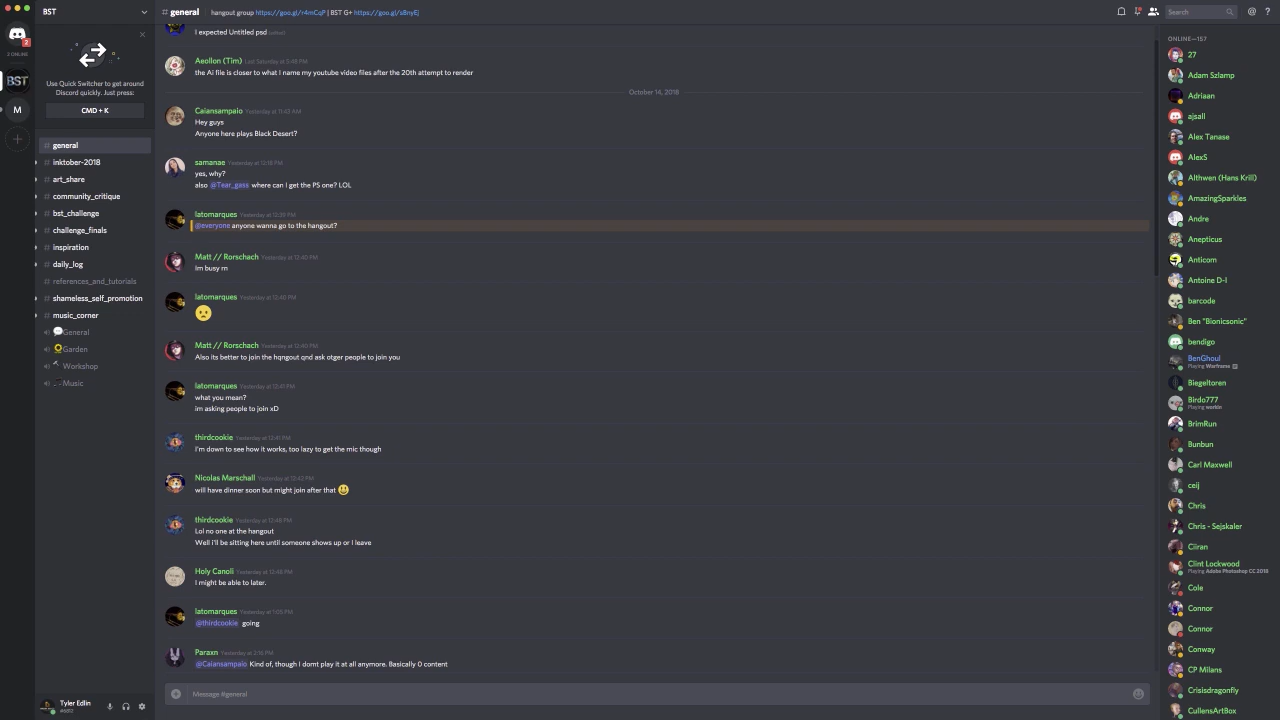 BST
general
hangout group https://goo.gl/r4mCqP | BST G+ https://goo.gl/sBnyEj
Search
2
3 ONLINE
BST
M
Use Quick Switcher to get around
Discord quickly. Just press:
CMD + K
general
inktober-2018
art_share
community_critique
bst_challenge
challenge_finals
inspiration
daily_log
references_and_tutorials
shameless_self_promotion
music_corner
General
Garden
Workshop
.. - Music
Tyler Edlin
I expected Untitled psd (edited)
Aeollon (Tim) Last Saturday at 5:48 PM
the Ai file is closer to what I name my youtube video files after the 20th attempt to render
October 14, 2018
Caiansampaio Yesterday at 11:43 AM
Hey guys
Anyone here plays Black Desert?
samanae Yesterday at 12:18 PM
yes, why?
also @Tear_gass where can I get the PS one? LOL
latomarques Yesterday at 12:39 PM
@everyone anyone wanna go to the hangout?
Matt // Rorschach Yesterday at 12:40 PM
Im busy rn
latomarques Yesterday at 12:40 PM
Matt // Rorschach Yesterday at 12:40 PM
Also its better to join the hqngout qnd ask otger people to join you
latomarques Yesterday at 12:41 PM
what you mean?
im asking people to join xD
thirdcookie Yesterday at 12:41 PM
I'm down to see how it works, too lazy to get the mic though
Nicolas Marschall Yesterday at 12:42 PM
will have dinner soon but might join after that
thirdcookie Yesterday at 12:48 PM
Lol no one at the hangout
Well I'll be sitting here until someone shows up or I leave
Holy Canoli Yesterday at 12:48 PM
I might be able to later.
latomarques Yesterday at 1:05 PM
@thirdcookie going
Paraxn Yesterday at 3:16 PM
@Caiansampaio Kind of, though I domt play it at all anymore. Basically 0 content
Message #general
ONLINE—157
27
Adam Szlamp
Adriaan
ajsall
Alex Tanase
AlexS
Althwen (Hans Krill)
AmazingSparkles
Andre
Anepticus
Anticom
Antoine D-I
barcode
Ben "Bionicsonic"
bendigo
BenGhoul
Playing Warframe
Biegeltoren
Birdo777
Playing workin
BrimRun
Bunbun
Carl Maxwell
ceij
Chris
Chris - Sejskaler
Ciiran
Clint Lockwood
Playing Adobe Photoshop CC 2018
Cole
Connor
Connor
Conway
CP Milans
Crisisdragonfly
CullensArtBox